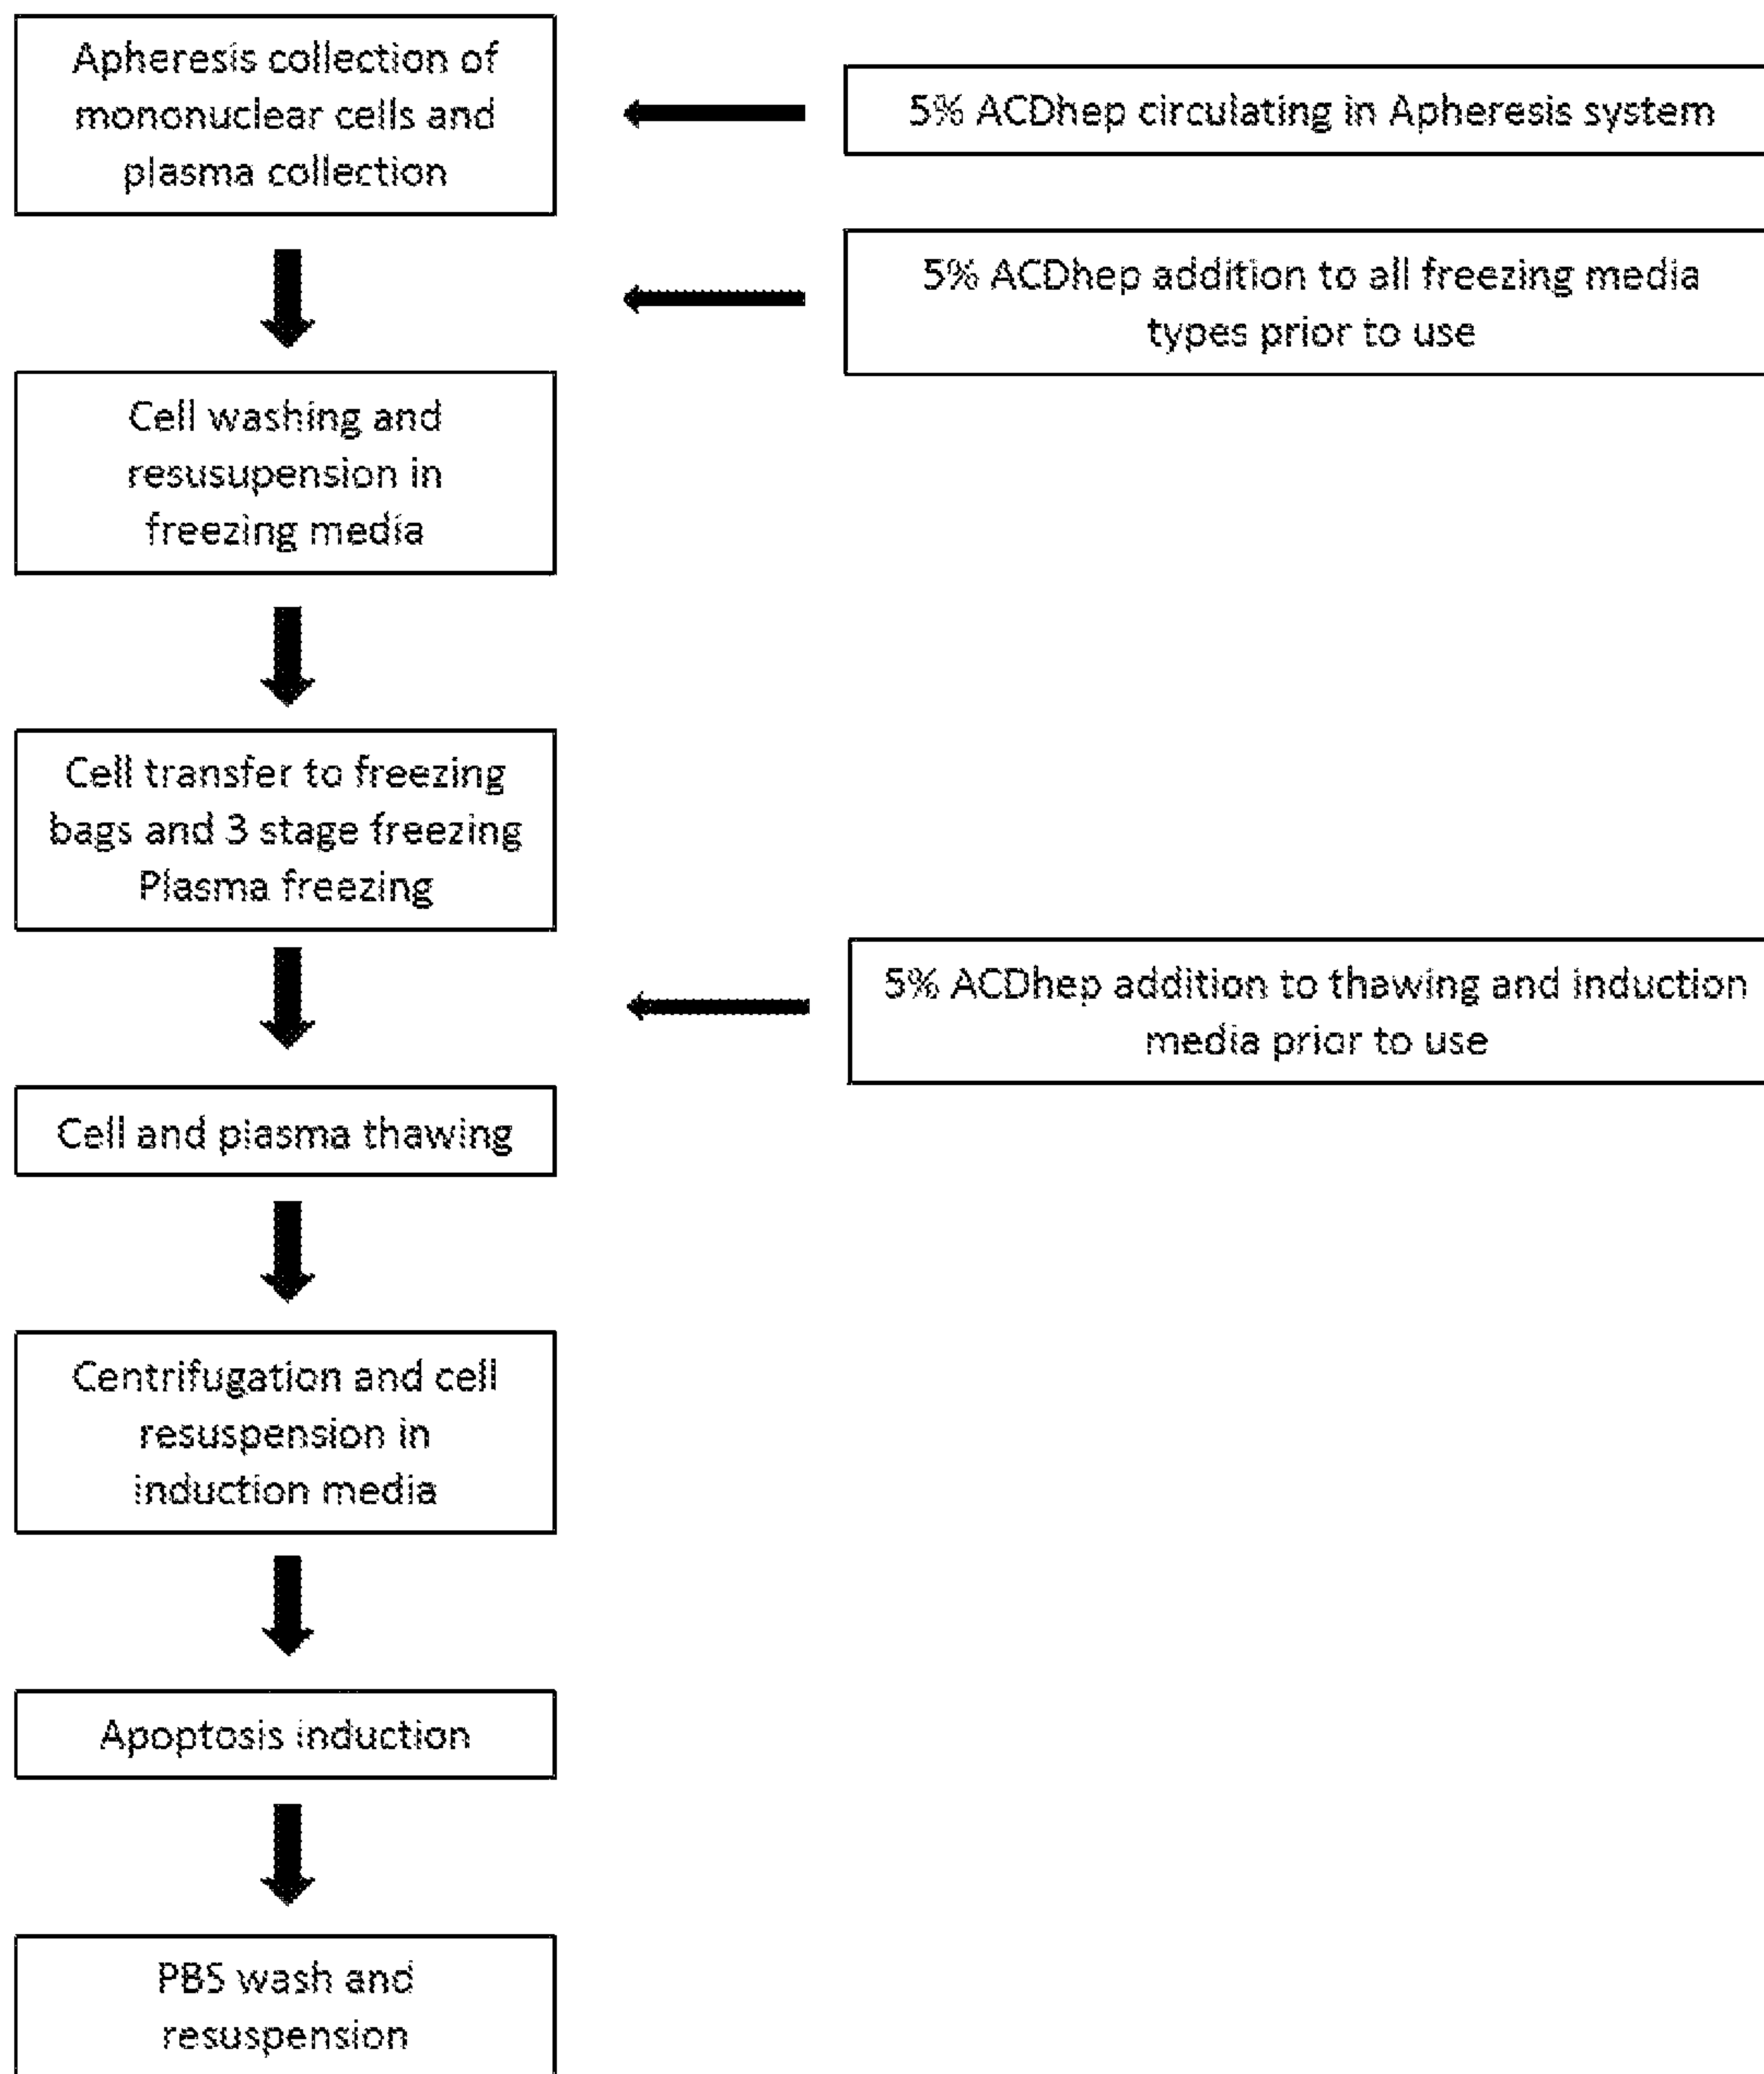 Apheresis collection of
mononuclear cells and
plasma collection
5% ACDhep circulating in Apheresis system
5% ACDhep addition to all freezing media
types prior to use
Cell washing and
resusupension in
freezing media
Cell transfer to freezing
bags and 3 stage freezing
Plasma freezing
5% ACDhep addition to thawing and induction
media prior to use
Cell and plasma thawing
Centrifugation and cell
resuspension in
induction media
Apoptosis induction
PBS wash and
resuspension